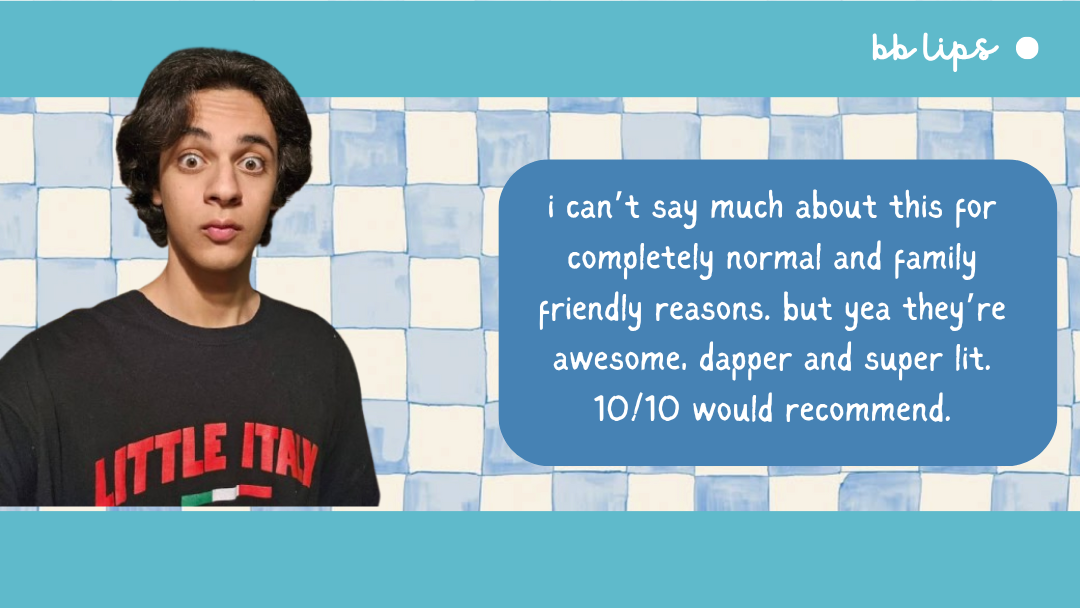 bb lips
i can't say much about this for
completely normal and family
friendly reasons. but yea they're
awesome. dapper and super lit.
10/10 would recommend.
LITTLE ITALY